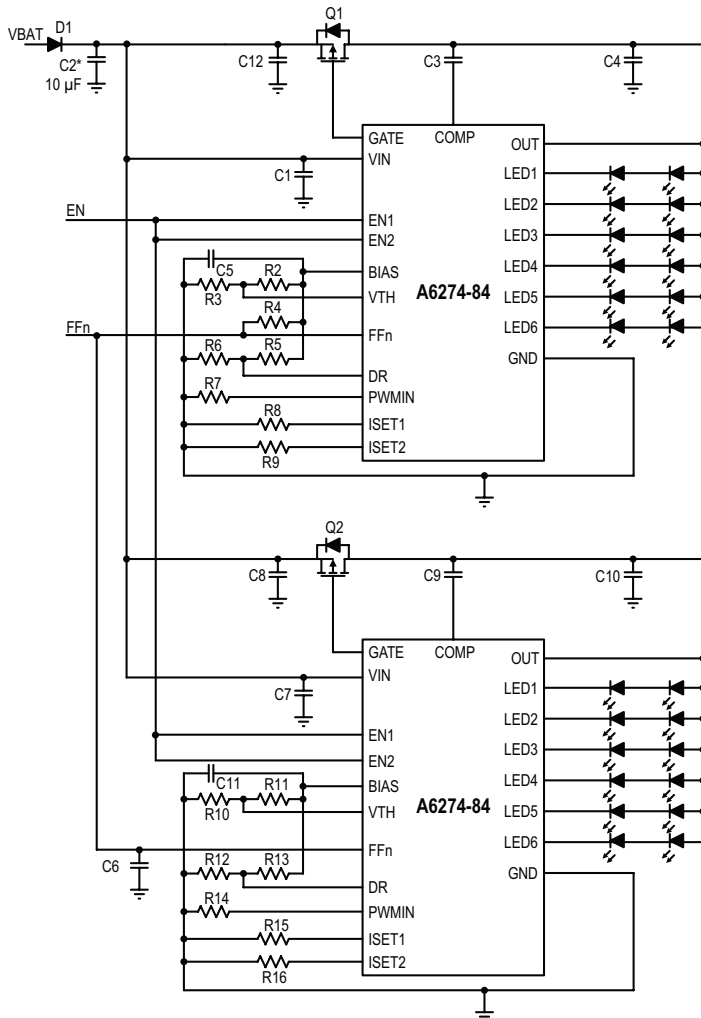 VBAT D1 Q1
C2*
10 µF
C12 C3 C4
GATE COMP OUT
VIN
C1
LED1
EN EN1 LED2
EN2 LED3
C5 BIAS A6274-84 LED4
R3 R2 VTH LED5
R4
FFn FFn LED6
R6 R5 GND
DR
R7 PWMIN
R8 ISET1
R9 ISET2
Q2
C8 C9 C10
GATE COMP OUT
VIN
C7
LED1
LED2
EN1 LED3
EN2
C11 BIAS A6274-84 LED4
R10 R11 VTH LED5
FFn LED6
C6
R12 R13 GND
DR
R14 PWMIN
R15 ISET1
R16 ISET2